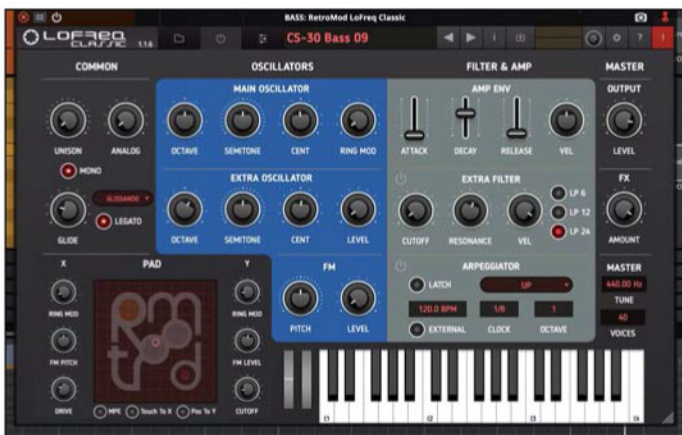 BASS: RetroMod LoFreq Classic
LOFREQ
CLASSIC 1.1.6
CS-30 Bass 09
i
?
!
COMMON
OSCILLATORS
FILTER & AMP
MASTER
MAIN OSCILLATOR
AMP ENV
OUTPUT
UNISON ANALOG
OCTAVE SEMITONE CENT RING MOD
ATTACK DECAY RELEASE VEL
LEVEL
MONO
EXTRA OSCILLATOR
EXTRA FILTER
FX
LP 6
LP 12
LP 24
GLISSANDO
LEGATO
GLIDE
OCTAVE SEMITONE CENT LEVEL
CUTOFF RESONANCE VEL
AMOUNT
X PAD Y
FM
ARPEGGIATOR
MASTER
LATCH UP
440.00 Hz
TUNE
RING MOD RING MOD
120.0 BPM 1/8 1
40
PITCH LEVEL
EXTERNAL CLOCK OCTAVE
VOICES
FM PITCH FM LEVEL
DRIVE MPE Touch To X Pos To Y CUTOFF
C1 C2 C3 C4